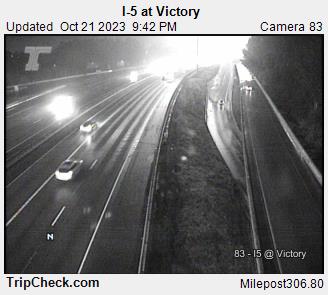 I-5 at Victory
Updated Oct 21 2023 9:42 PM Camera 83
T
N
83 - I5 @ Victory
TripCheck.com Milepost306.80